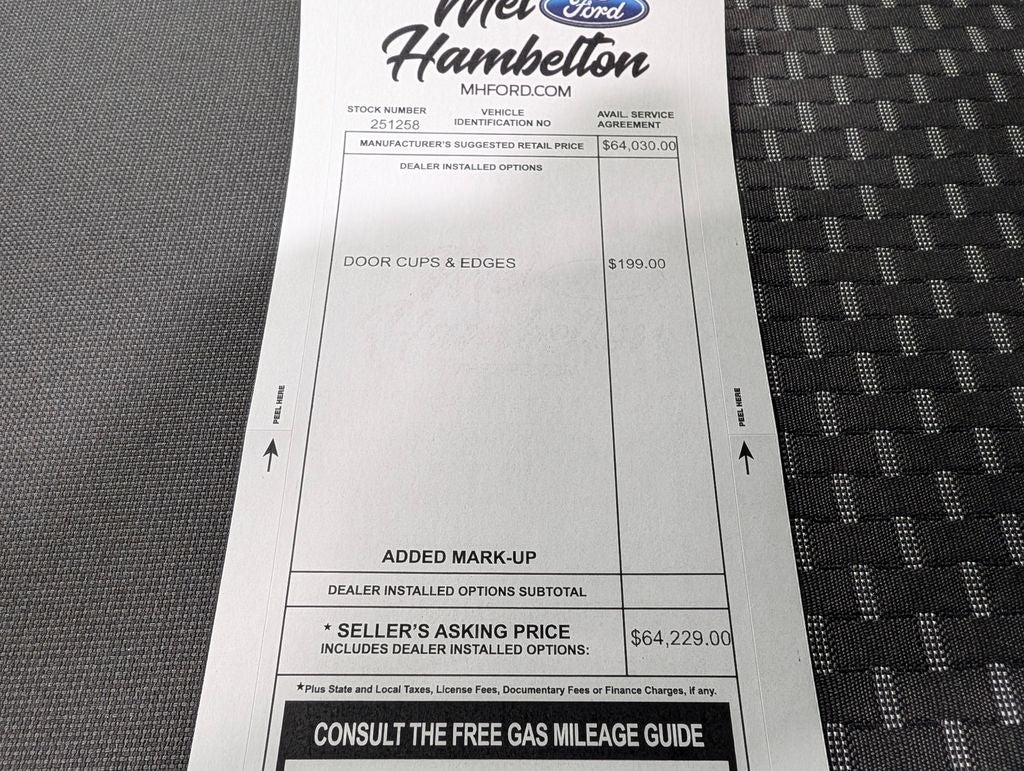 Mel Ford
Hambelton
MHFORD.COM
STOCK NUMBER
251258
VEHICLE
IDENTIFICATION NO
AVAIL. SERVICE
AGREEMENT
MANUFACTURER'S SUGGESTED RETAIL PRICE $64,030.00
DEALER INSTALLED OPTIONS
DOOR CUPS & EDGES $199.00
PEEL HERE
PEEL HERE
ADDED MARK-UP
DEALER INSTALLED OPTIONS SUBTOTAL
★ SELLER'S ASKING PRICE $64,229.00
INCLUDES DEALER INSTALLED OPTIONS:
★Plus State and Local Taxes, License Fees, Documentary Fees or Finance Charges, if any.
CONSULT THE FREE GAS MILEAGE GUIDE